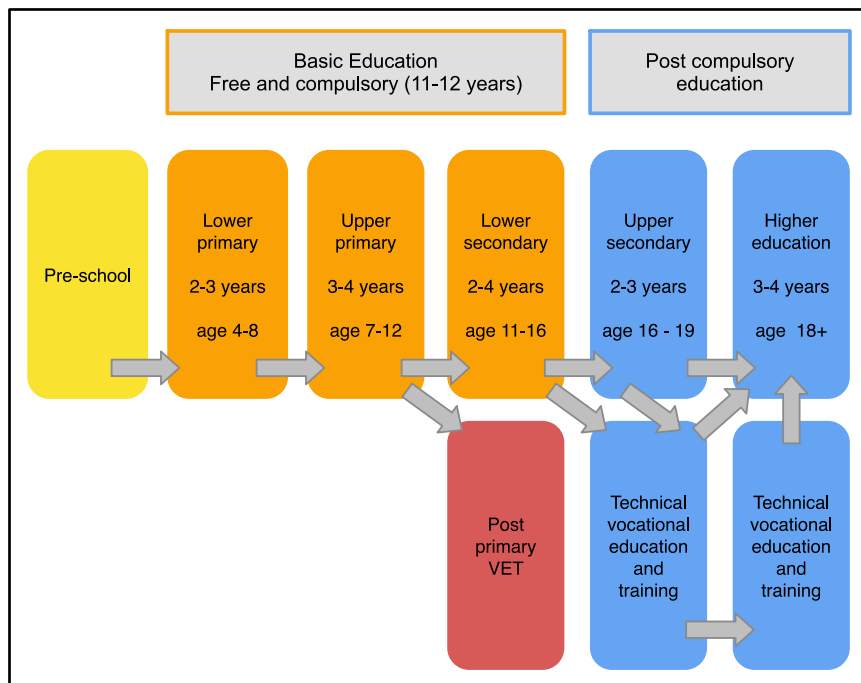 Basic Education
Free and compulsory (11-12 years)
Post compulsory
education
Pre-school
Lower
primary
2-3 years
age 4-8
Upper
primary
3-4 years
age 7-12
Lower
secondary
2-4 years
age 11-16
Upper
secondary
2-3 years
age 16 - 19
Higher
education
3-4 years
age 18+
Post
primary
VET
Technical
vocational
education
and
training
Technical
vocational
education
and
training